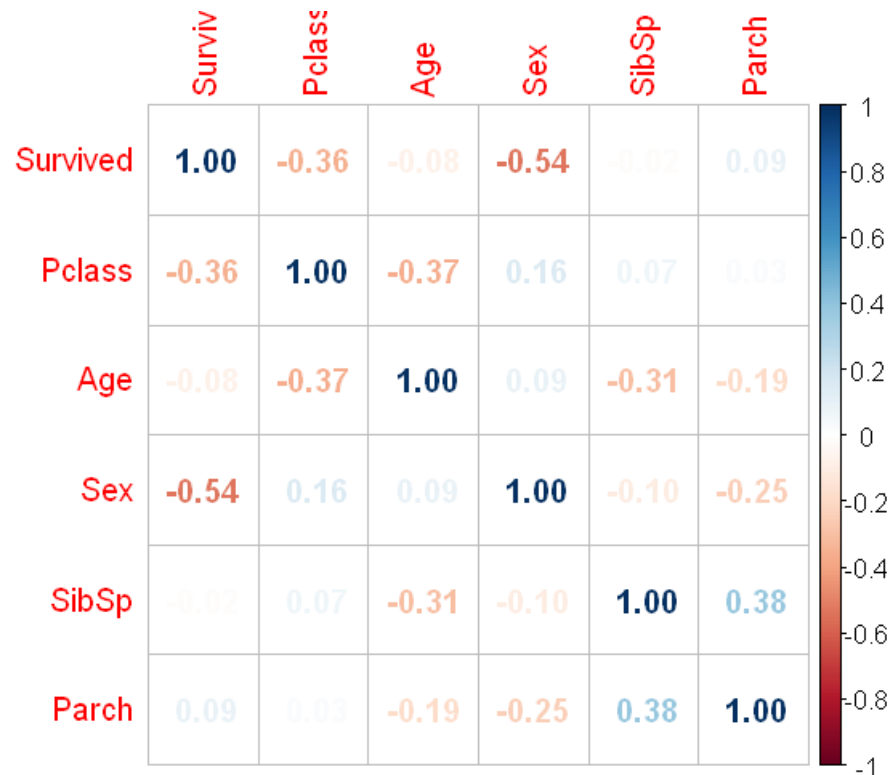 Surviv Pclass Age Sex SibSp Parch
1
Survived 1.00 -0.36 -0.08 -0.54 -0.02 0.09
0.8
0.6
Pclass -0.36 1.00 -0.37 0.16 0.07 0.03
0.4
Age -0.08 -0.37 1.00 0.09 -0.31 -0.19
0.2
0
Sex -0.54 0.16 0.09 1.00 -0.10 -0.25
-0.2
-0.4
SibSp -0.02 0.07 -0.31 -0.10 1.00 0.38
-0.6
Parch 0.09 0.03 -0.19 -0.25 0.38 1.00
-0.8
-1